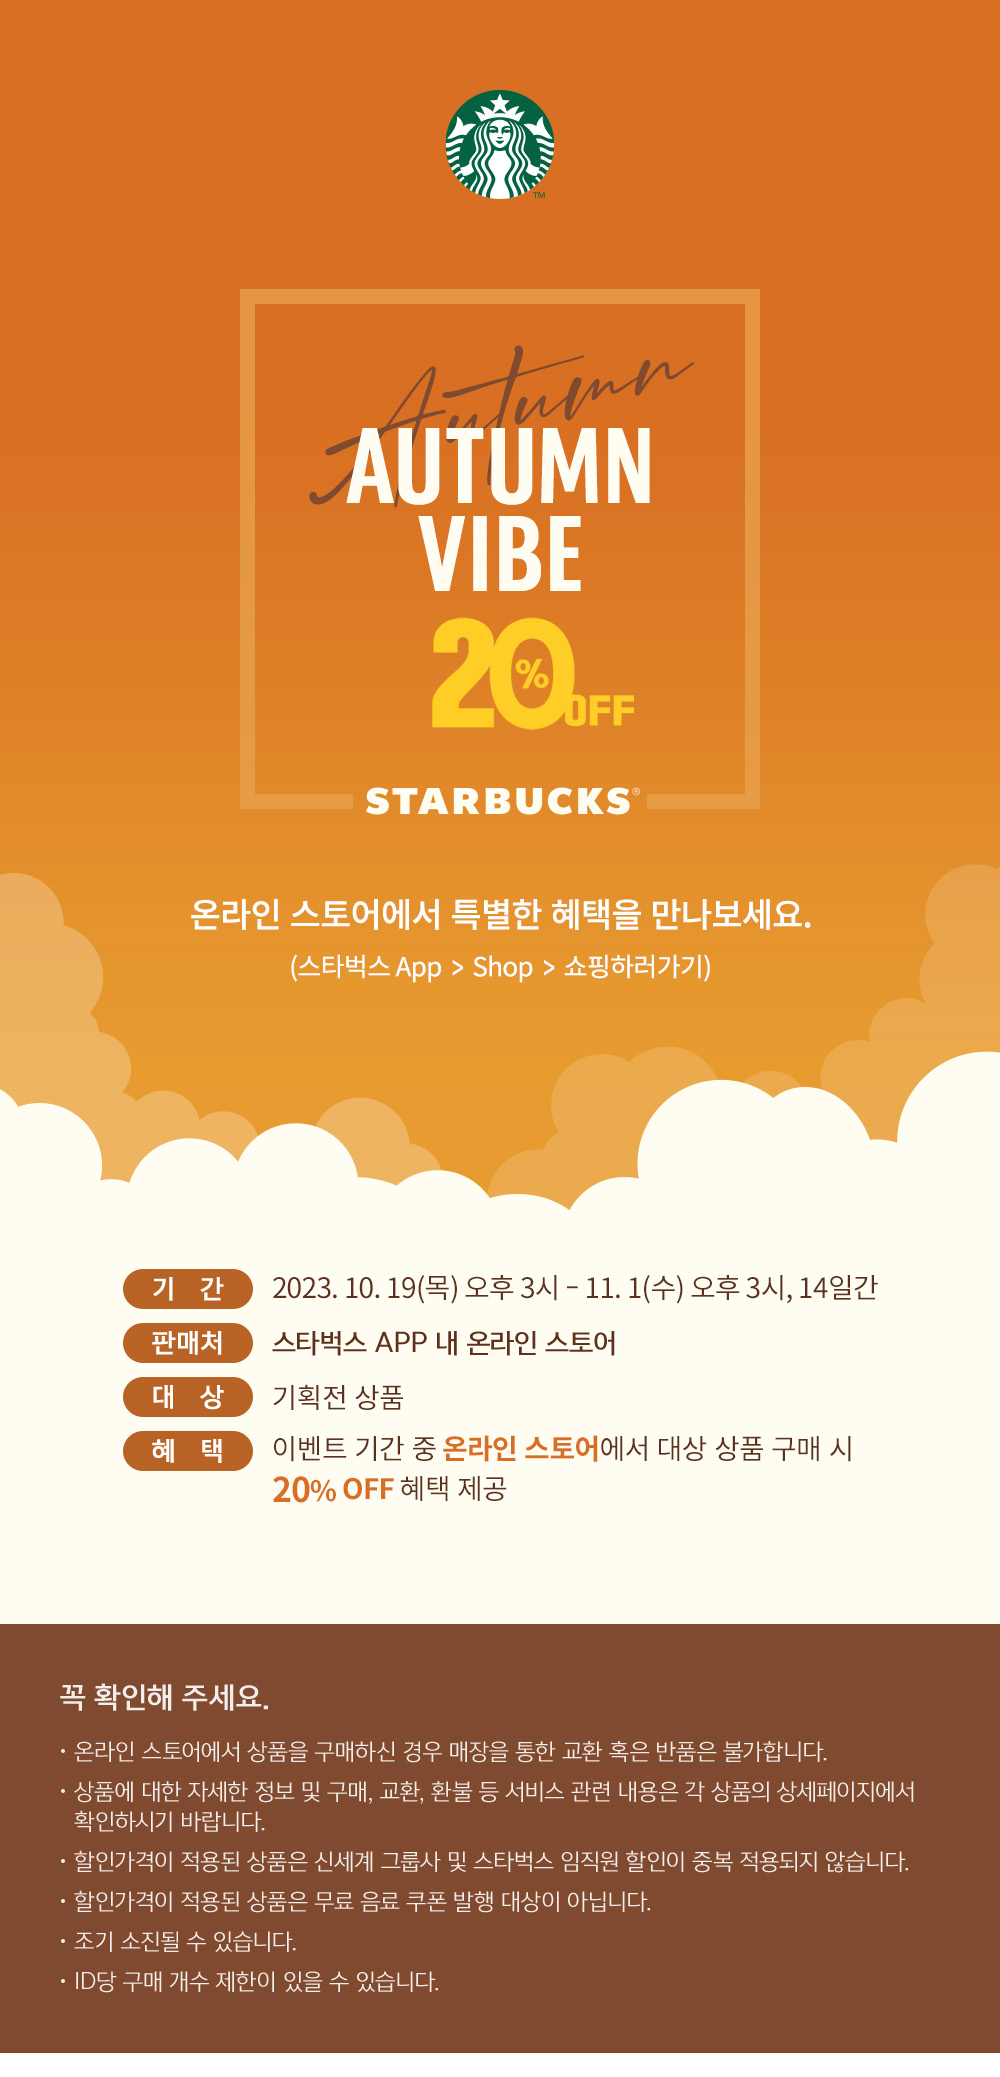 TM
Autumn
AUTUMN
VIBE
20% OFF
STARBUCKS®
온라인 스토어에서 특별한 혜택을 만나보세요.
(스타벅스 App > Shop > 쇼핑하러가기)
기 간 2023. 10. 19(목) 오후 3시 - 11. 1(수) 오후 3시, 14일간
판매처 스타벅스 APP 내 온라인 스토어
대 상 기획전 상품
혜 택 이벤트 기간 중 온라인 스토어에서 대상 상품 구매 시
20% OFF 혜택 제공
꼭 확인해 주세요.
• 온라인 스토어에서 상품을 구매하신 경우 매장을 통한 교환 혹은 반품은 불가합니다.
• 상품에 대한 자세한 정보 및 구매, 교환, 환불 등 서비스 관련 내용은 각 상품의 상세페이지에서
확인하시기 바랍니다.
• 할인가격이 적용된 상품은 신세계 그룹사 및 스타벅스 임직원 할인이 중복 적용되지 않습니다.
• 할인가격이 적용된 상품은 무료 음료 쿠폰 발행 대상이 아닙니다.
• 조기 소진될 수 있습니다.
• ID당 구매 개수 제한이 있을 수 있습니다.